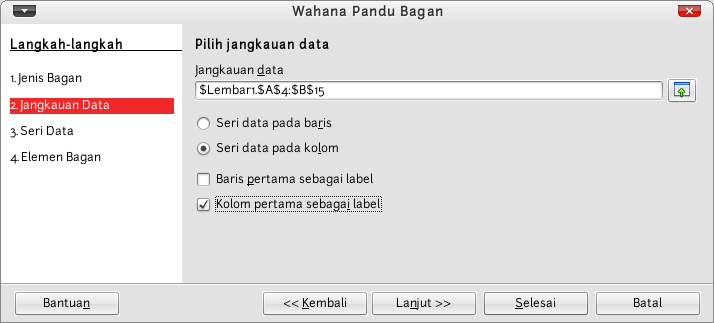 Wahana Pandu Bagan
Langkah-langkah
1. Jenis Bagan
2. Jangkauan Data
3. Seri Data
4. Elemen Bagan
Pilih jangkauan data
Jangkauan data
$Lembar1.$A$4:$B$15
Seri data pada baris
Seri data pada kolom
Baris pertama sebagai label
Kolom pertama sebagai label
Bantuan
<< Kembali
Lanjut >>
Selesai
Batal